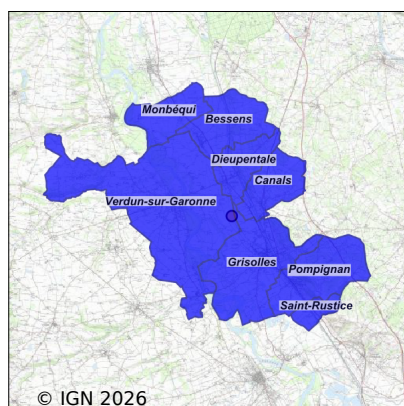 Monbéqui
Bessens
Dieupentale
Canals
Verdun-sur-Garonne
Grisolles
Pompignan
Saint-Rustice
© IGN 2026